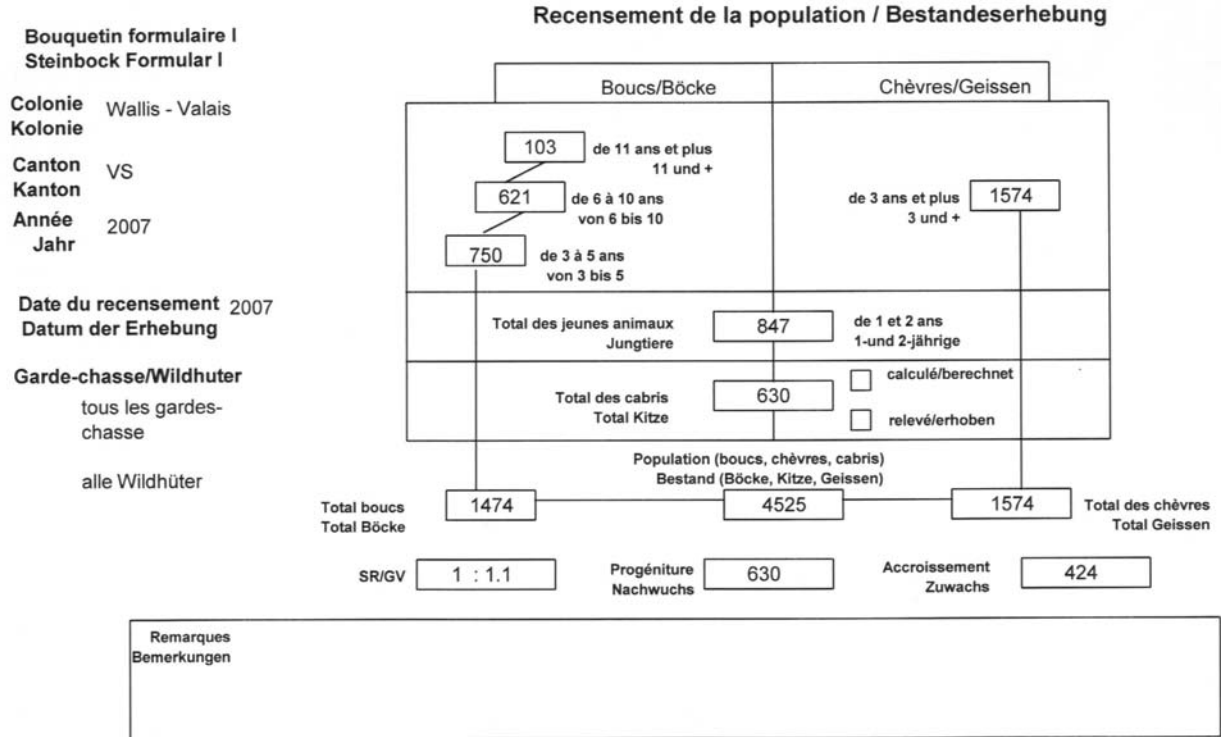 Recensement de la population / Bestandeserhebung
Bouquetin formulaire I
Steinbock Formular I
Colonie
Kolonie
Wallis - Valais
Canton
Kanton
VS
Année
Jahr
2007
Date du recensement
Datum der Erhebung
2007
Garde-chasse/Wildhuter
tous les gardes-
chasse
alle Wildhüter
Boucs/Böcke
Chèvres/Geissen
103
de 11 ans et plus
11 und +
621
de 6 à 10 ans
von 6 bis 10
750
de 3 à 5 ans
von 3 bis 5
de 3 ans et plus
3 und +
1574
Total des jeunes animaux
Jungtiere
847
de 1 et 2 ans
1-und 2-jährige
Total des cabris
Total Kitze
630
calculé/berechnet
relevé/erhoben
Population (boucs, chèvres, cabris)
Bestand (Böcke, Kitze, Geissen)
Total boucs
Total Böcke
1474
4525
1574
Total des chèvres
Total Geissen
SR/GV
1 : 1.1
Progéniture
Nachwuchs
630
Accroissement
Zuwachs
424
Remarques
Bemerkungen